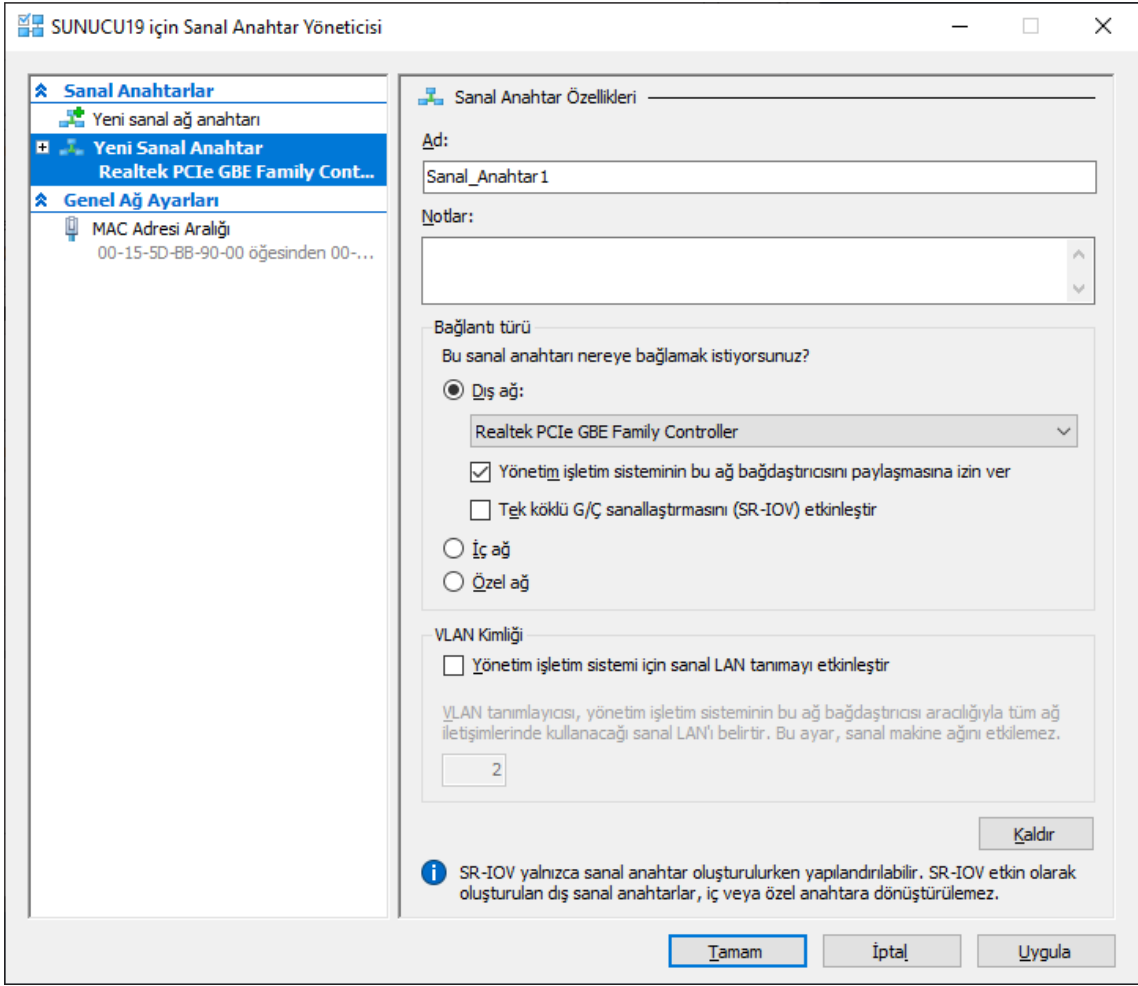 SUNUCU19 için Sanal Anahtar Yöneticisi
Sanal Anahtarlar
Yeni sanal ağ anahtarı
Yeni Sanal Anahtar
Realtek PCIe GBE Family Cont...
Genel Ağ Ayarları
MAC Adresi Aralığı
00-15-5D-BB-90-00 öğesinden 00-...
Sanal Anahtar Özellikleri
Ad:
Sanal_Anahtar1
Notlar:
Bağlantı türü
Bu sanal anahtarı nereye bağlamak istiyorsunuz?
Dış ağ:
Realtek PCIe GBE Family Controller
Yönetim işletim sisteminin bu ağ bağdaştırıcısını paylaşmasına izin ver
Tek köklü G/Ç sanallaştırmasını (SR-IOV) etkinleştir
İç ağ
Özel ağ
VLAN Kimliği
Yönetim işletim sistemi için sanal LAN tanımayı etkinleştir
VLAN tanımlayıcısı, yönetim işletim sisteminin bu ağ bağdaştırıcısı aracılığıyla tüm ağ
iletişimlerinde kullanacağı sanal LAN'ı belirtir. Bu ayar, sanal makine ağını etkilemez.
2
Kaldır
SR-IOV yalnızca sanal anahtar oluşturulurken yapılandırılabilir. SR-IOV etkin olarak
oluşturulan dış sanal anahtarlar, iç veya özel anahtara dönüştürülemez.
Tamam
İptal
Uygula